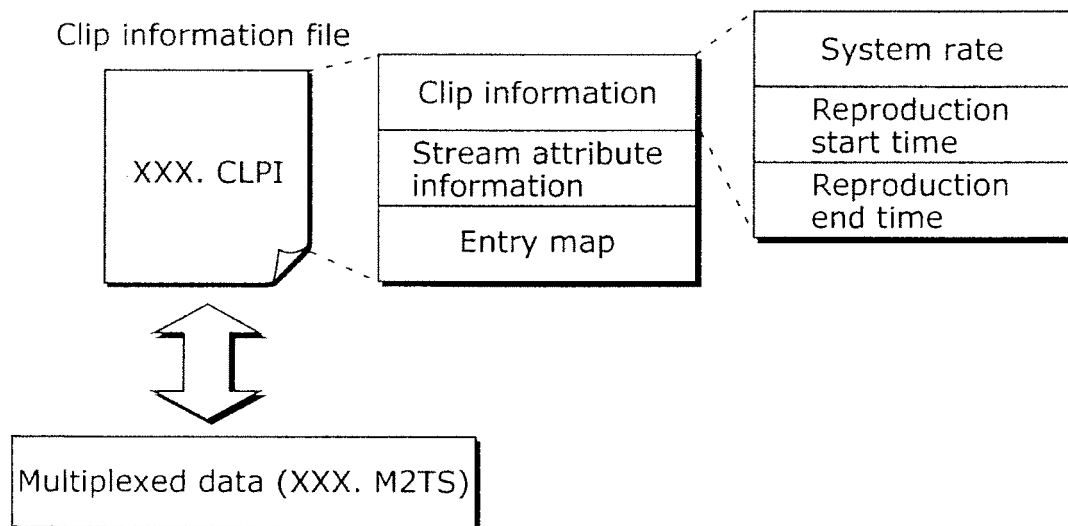 Clip information file
XXX. CLPI
Clip information
Stream attribute
information
Entry map
System rate
Reproduction
start time
Reproduction
end time
Multiplexed data (XXX. M2TS)